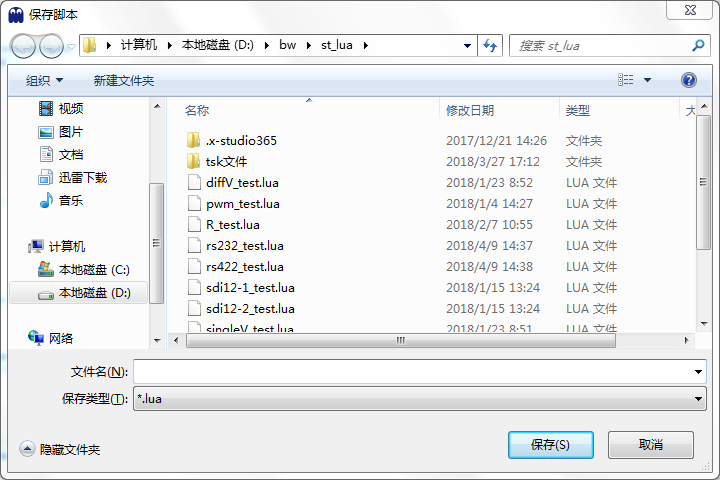 保存脚本
计算机 本地磁盘 (D:) bw st_lua 搜索 st_lua
组织 新建文件夹
视频
图片
文档
迅雷下载
音乐
计算机
本地磁盘 (C:)
本地磁盘 (D:)
网络
名称 修改日期 类型 大
.x-studio365 2017/12/21 14:26 文件夹
tsk文件 2018/3/27 17:12 文件夹
diffV_test.lua 2018/1/23 8:52 LUA 文件
pwm_test.lua 2018/1/4 14:27 LUA 文件
R_test.lua 2018/2/7 10:55 LUA 文件
rs232_test.lua 2018/4/9 14:37 LUA 文件
rs422_test.lua 2018/4/9 14:38 LUA 文件
sdi12-1_test.lua 2018/1/15 13:24 LUA 文件
sdi12-2_test.lua 2018/1/15 13:24 LUA 文件
singleV_test.lua 2018/1/23 8:51 LUA 文件
文件名(N):
保存类型(T): *.lua
隐藏文件夹 保存(S) 取消